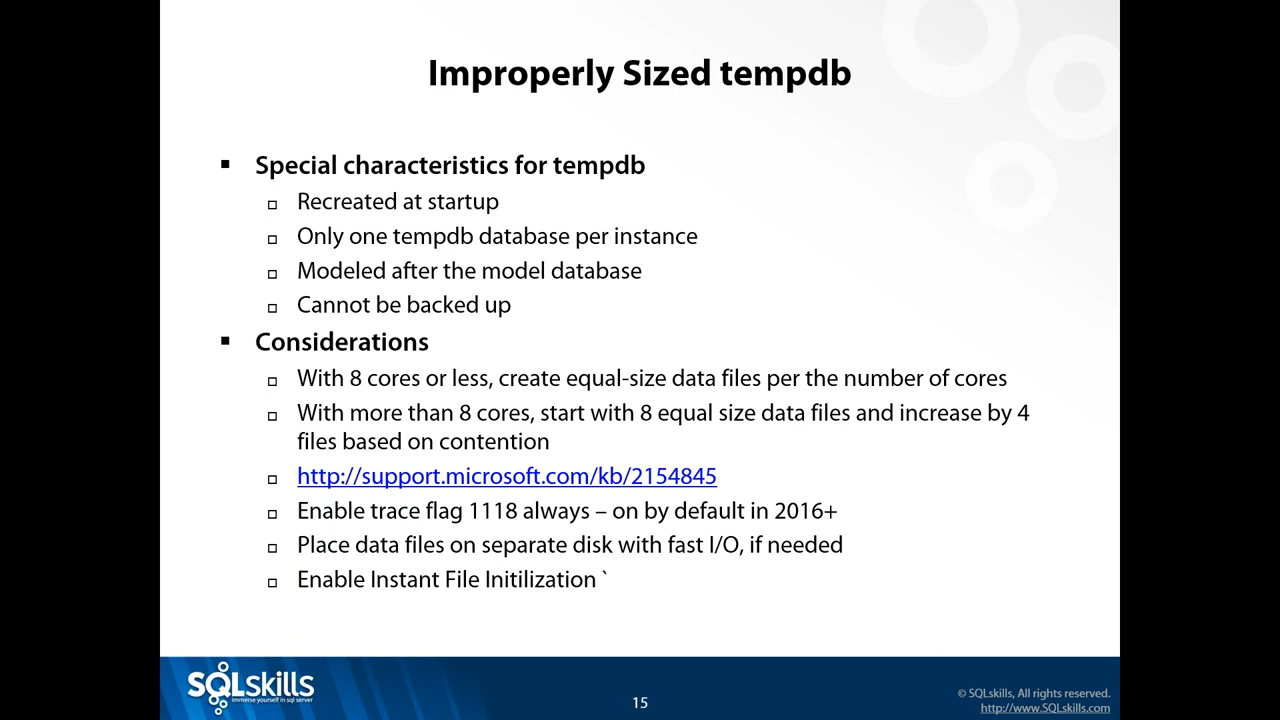 Improperly Sized tempdb
Special characteristics for tempdb
Recreated at startup
Only one tempdb database per instance
Modeled after the model database
Cannot be backed up
Considerations
With 8 cores or less, create equal-size data files per the number of cores
With more than 8 cores, start with 8 equal size data files and increase by 4
files based on contention
http://support.microsoft.com/kb/2154845
Enable trace flag 1118 always – on by default in 2016+
Place data files on separate disk with fast I/O, if needed
Enable Instant File Initilization `
SQLskills
immerse yourself in sql server
15
© SQLskills, All rights reserved.
http://www.SQLskills.com